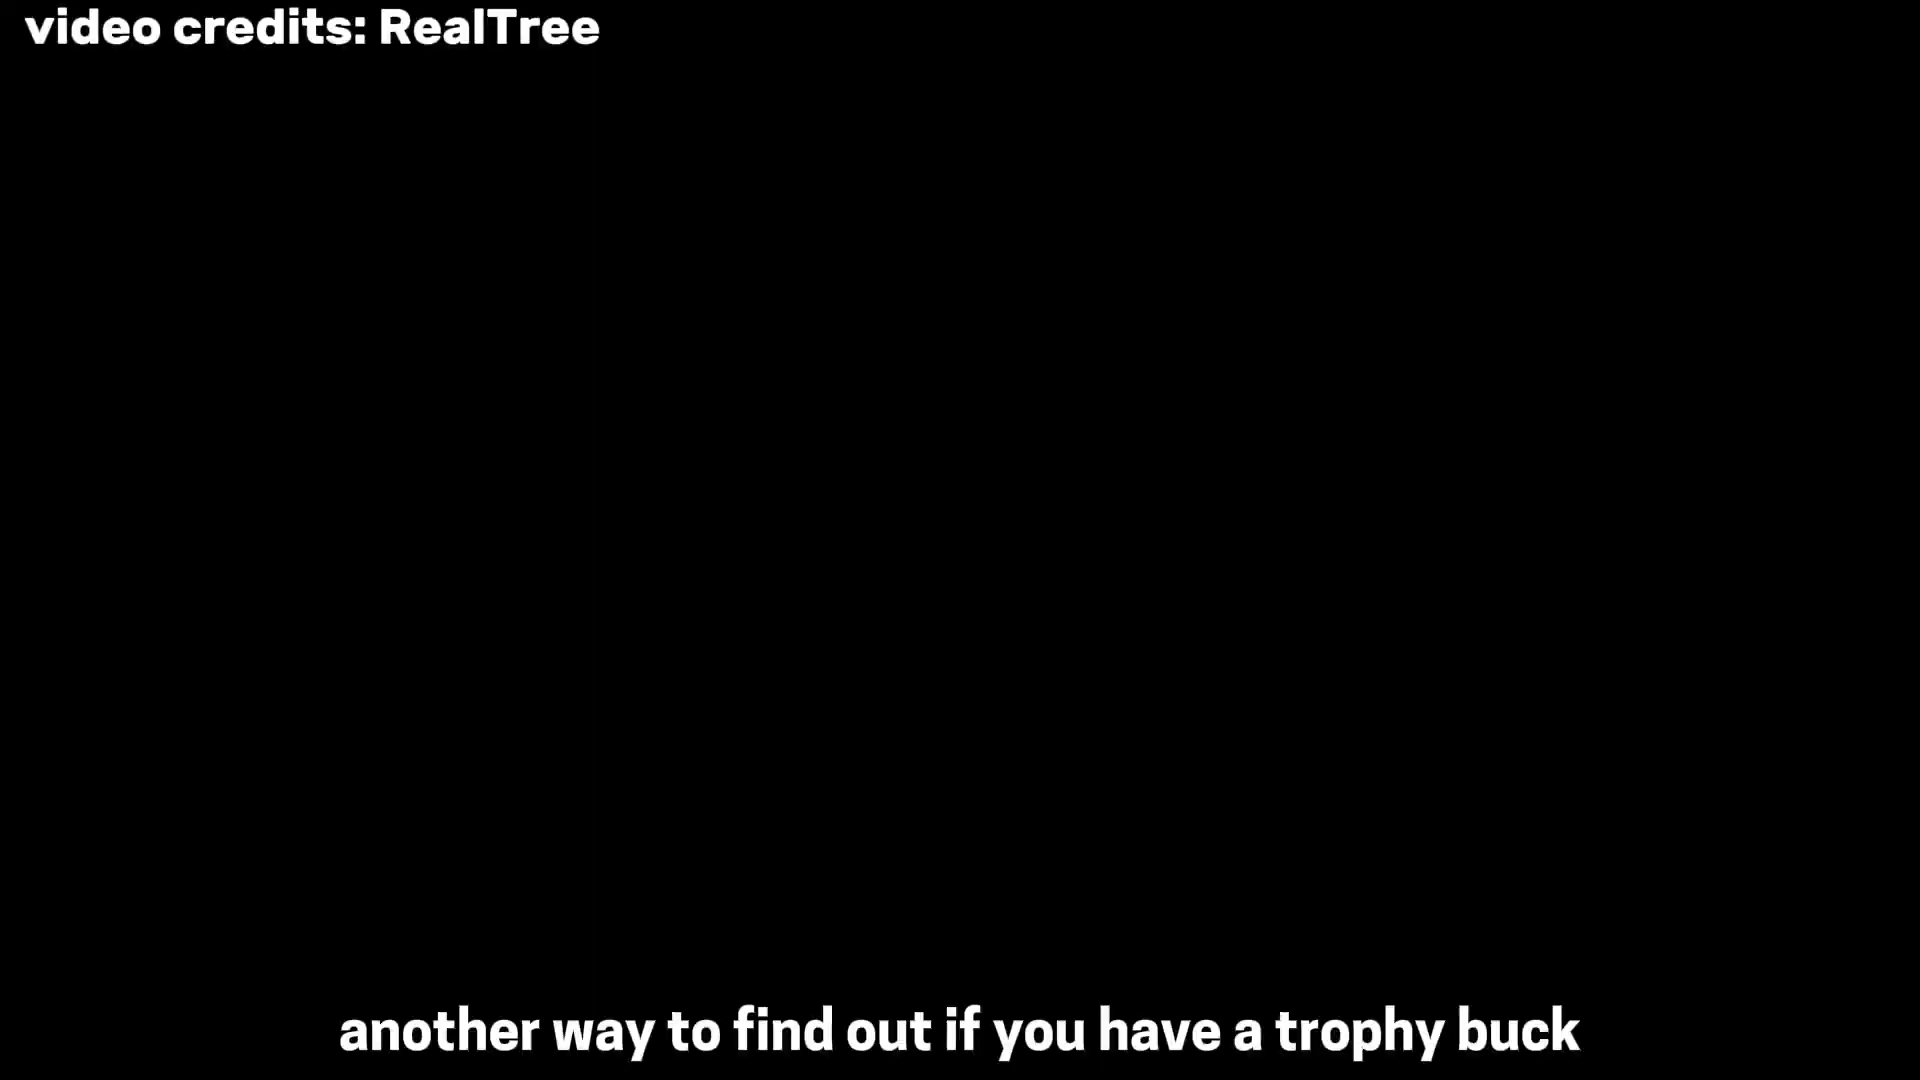 video credits: RealTree
another way to find out if you have a trophy buck